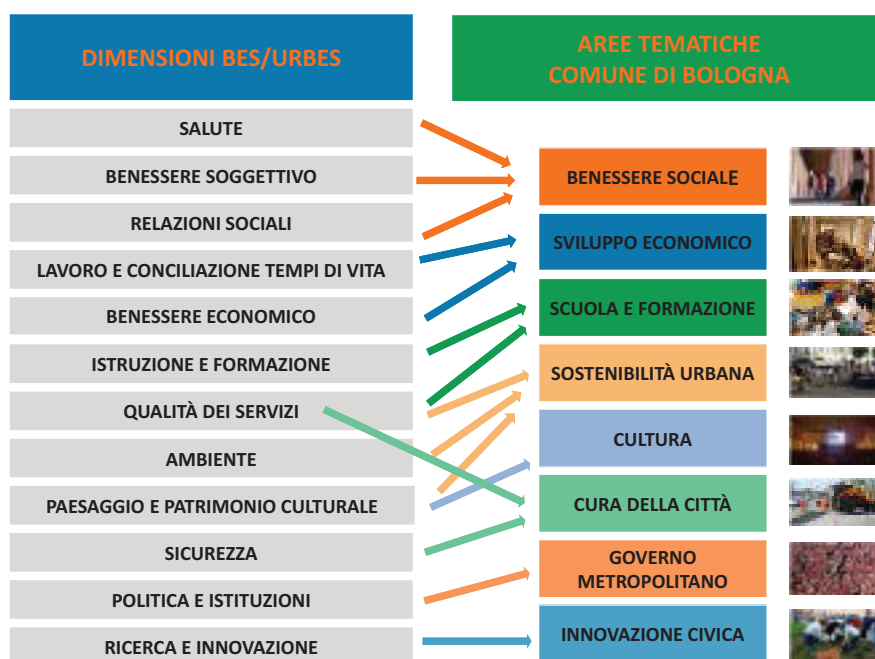 DIMENSIONI BES/URBES
AREE TEMATICHE
COMUNE DI BOLOGNA
SALUTE
BENESSERE SOGGETTIVO
RELAZIONI SOCIALI
LAVORO E CONCILIAZIONE TEMPI DI VITA
BENESSERE ECONOMICO
ISTRUZIONE E FORMAZIONE
QUALITÀ DEI SERVIZI
AMBIENTE
PAESAGGIO E PATRIMONIO CULTURALE
SICUREZZA
POLITICA E ISTITUZIONI
RICERCA E INNOVAZIONE
BENESSERE SOCIALE
SVILUPPO ECONOMICO
SCUOLA E FORMAZIONE
SOSTENIBILITÀ URBANA
CULTURA
CURA DELLA CITTÀ
GOVERNO
METROPOLITANO
INNOVAZIONE CIVICA